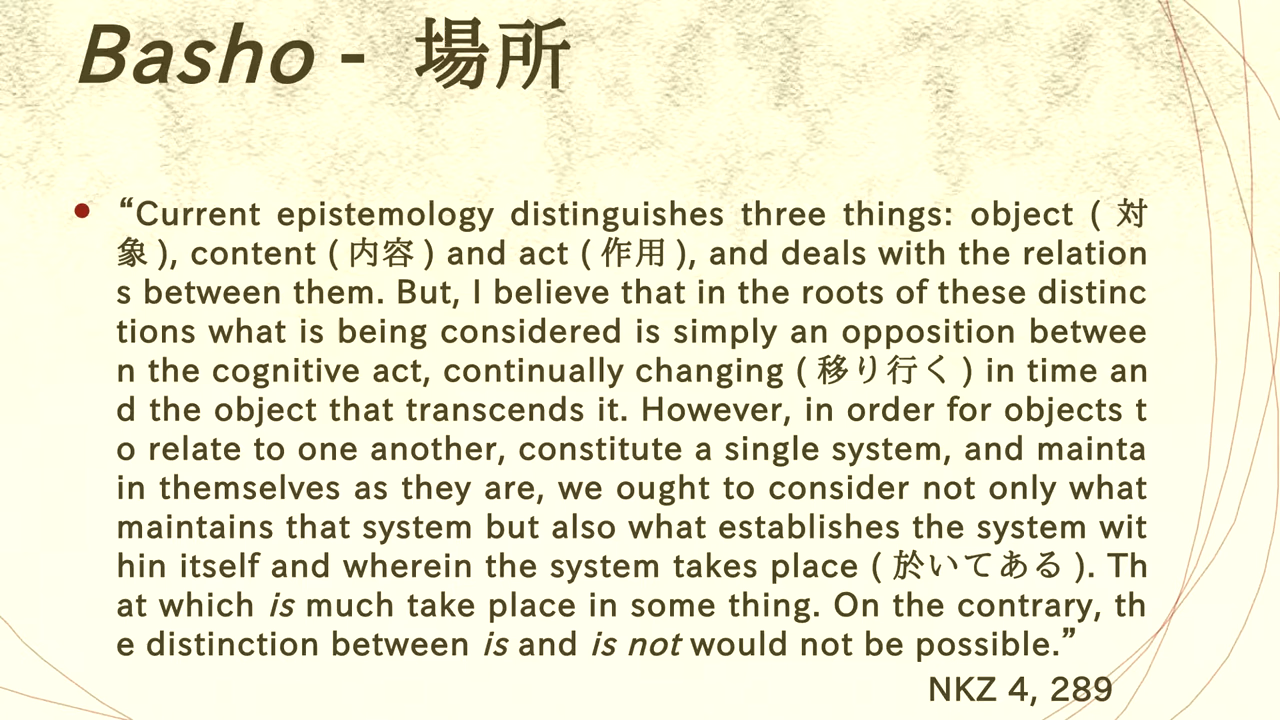 Basho - 場所
• “Current epistemology distinguishes three things: object ( 対
象 ), content ( 内容 ) and act ( 作用 ), and deals with the relation
s between them. But, I believe that in the roots of these distinc
tions what is being considered is simply an opposition betwee
n the cognitive act, continually changing ( 移り行く ) in time an
d the object that transcends it. However, in order for objects t
o relate to one another, constitute a single system, and mainta
in themselves as they are, we ought to consider not only what
maintains that system but also what establishes the system wit
hin itself and wherein the system takes place ( 於いてある ). Th
at which is much take place in some thing. On the contrary, th
e distinction between is and is not would not be possible.”
NKZ 4, 289